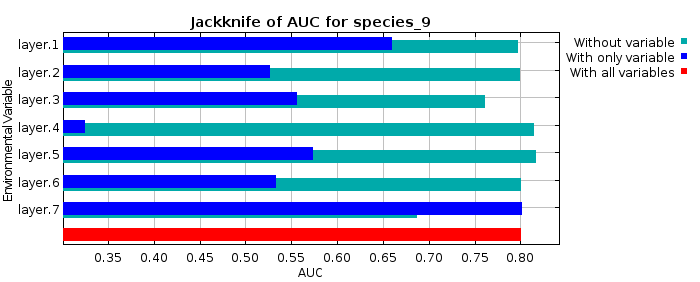 Jackknife of AUC for species_9
Environmental Variable
layer.1
layer.2
layer.3
layer.4
layer.5
layer.6
layer.7
0.35 0.40 0.45 0.50 0.55 0.60 0.65 0.70 0.75 0.80
AUC
Without variable
With only variable
With all variables